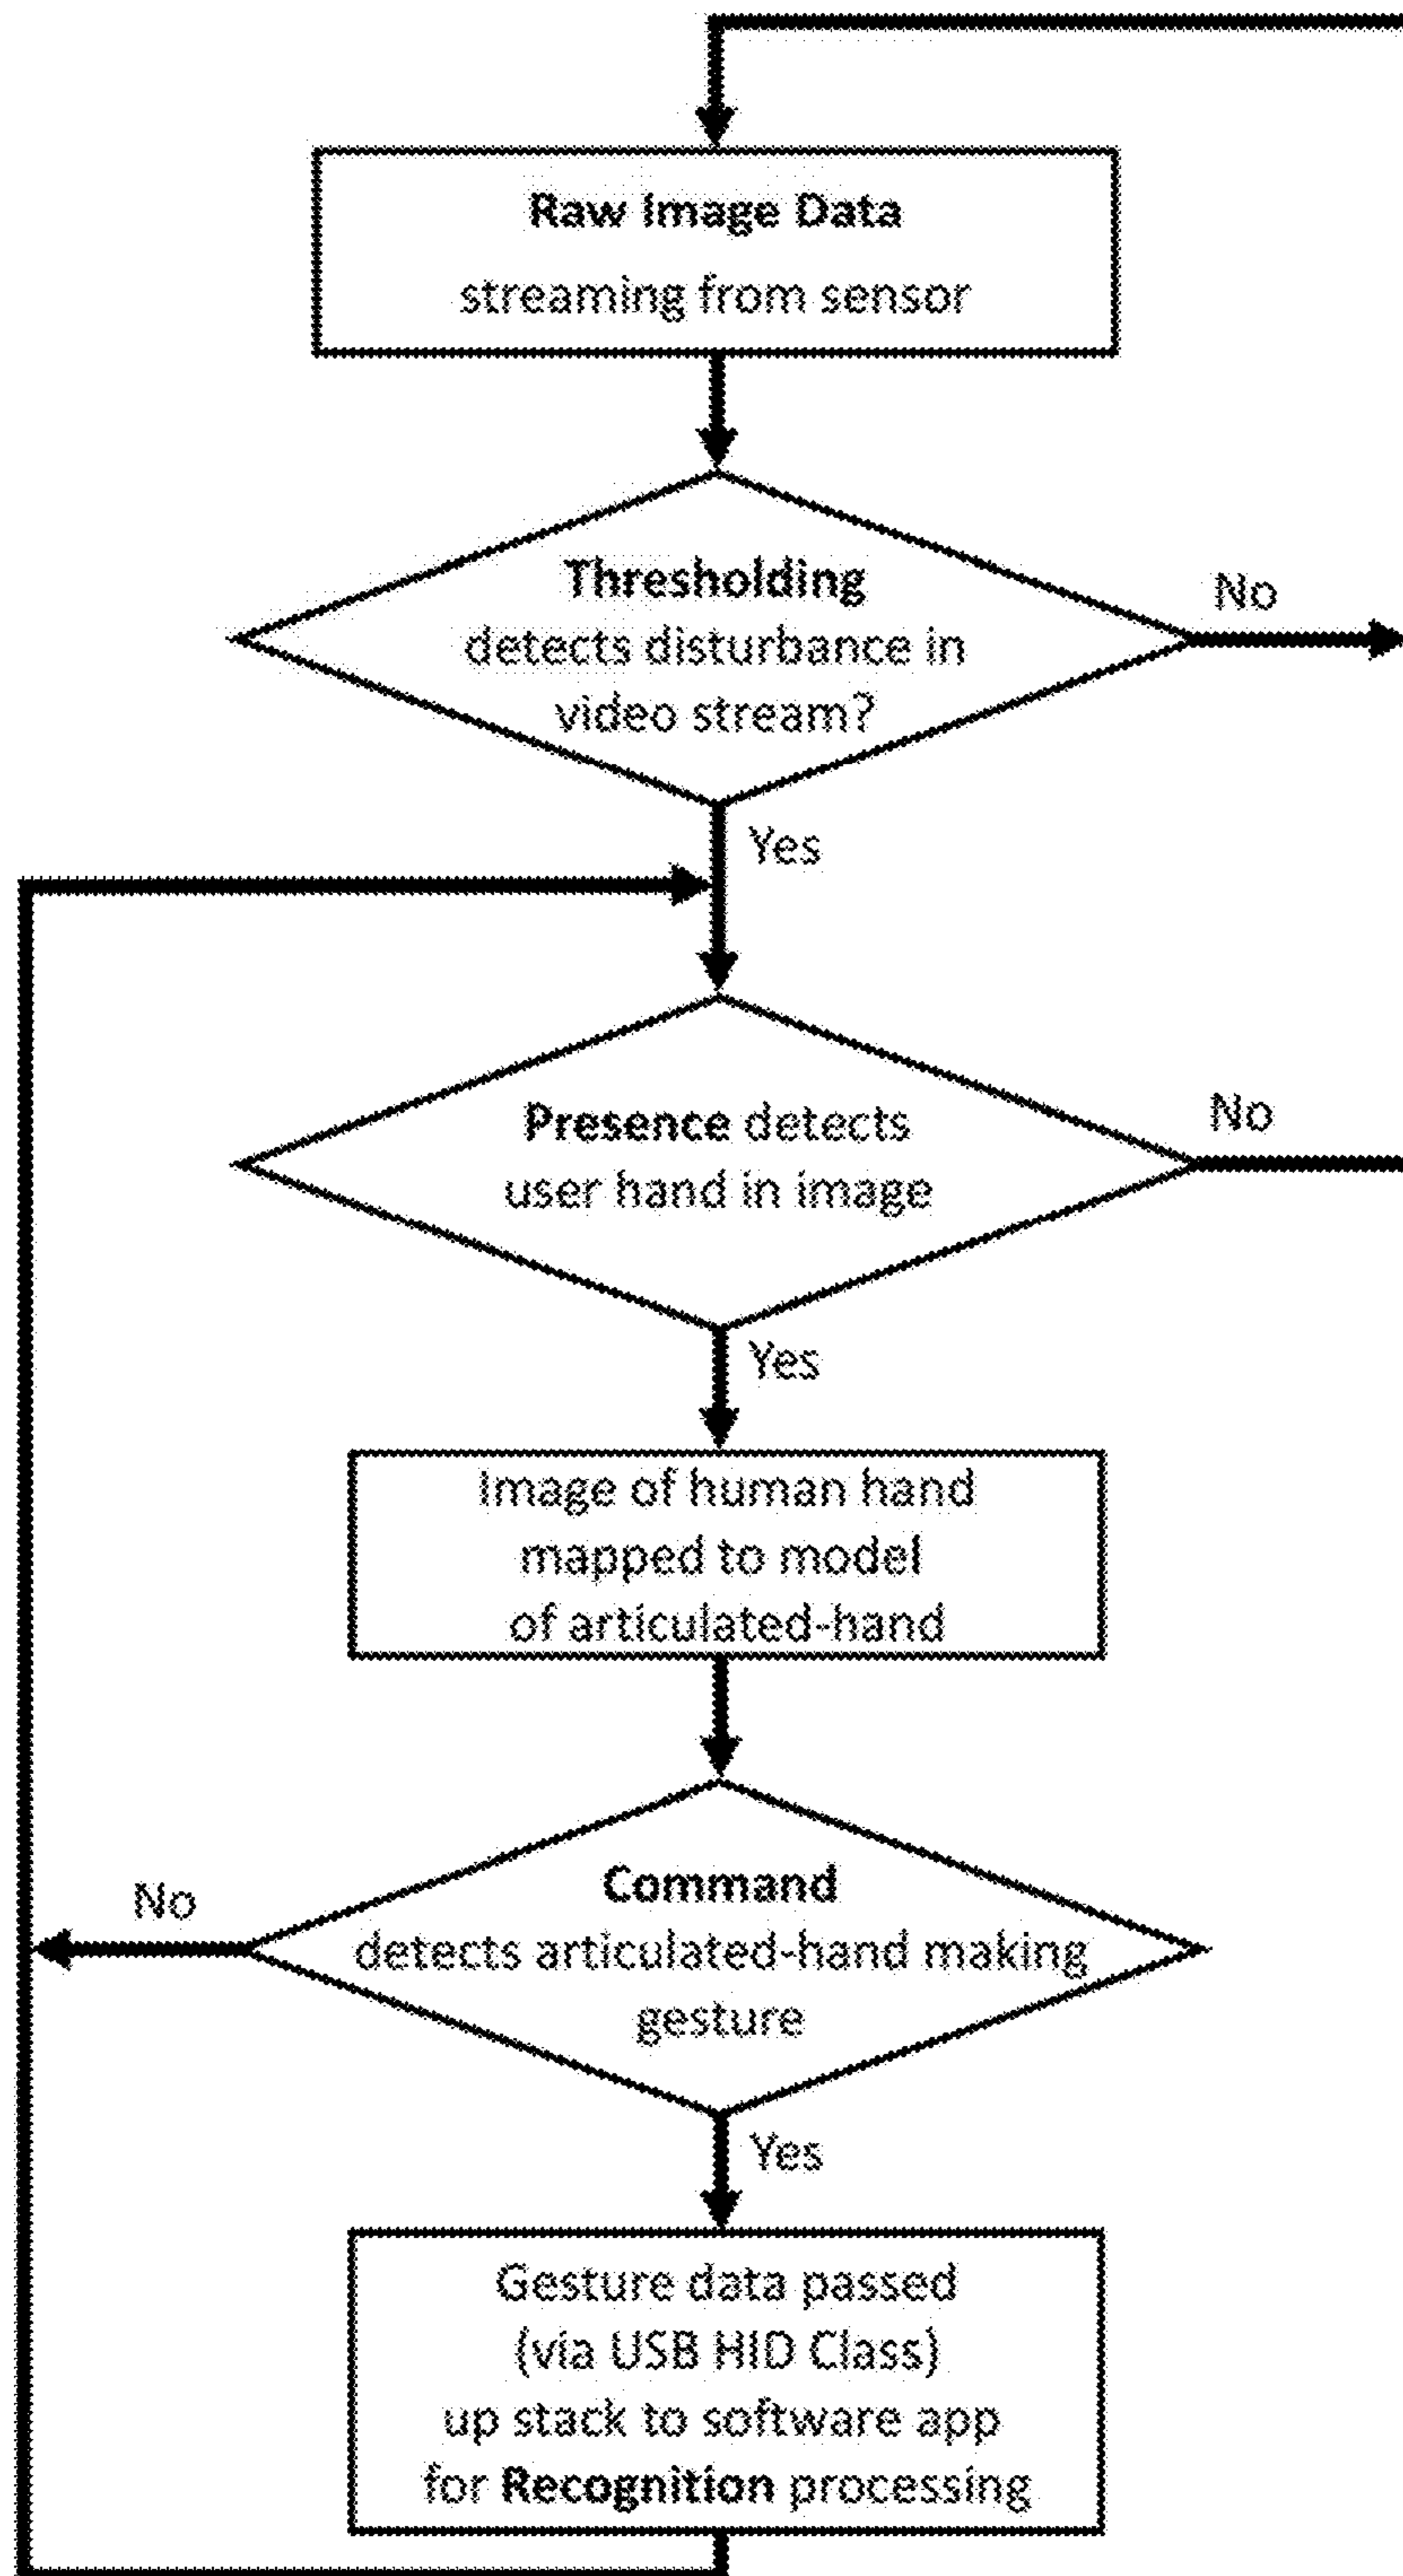 Raw Image Data
streaming from sensor
Thresholding
detects disturbance in
video stream?
No
Yes
Presence detects
user hand in image
No
Yes
Image of human hand
mapped to model
of articulated-hand
Command
detects articulated-hand making
gesture
No
Yes
Gesture data passed
(via USB HID Class)
up stack to software app
for Recognition processing